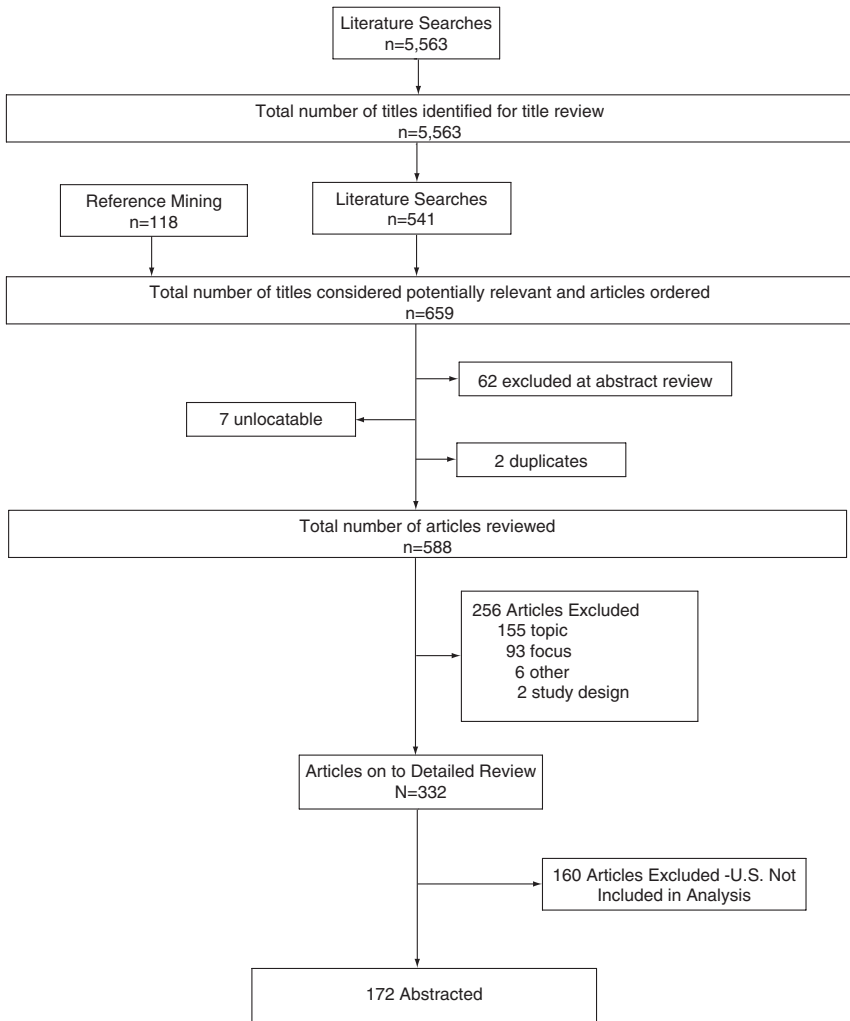 Literature Searches
n=5,563
Total number of titles identified for title review
n=5,563
Reference Mining
n=118
Literature Searches
n=541
Total number of titles considered potentially relevant and articles ordered
n=659
62 excluded at abstract review
7 unlocatable
2 duplicates
Total number of articles reviewed
n=588
256 Articles Excluded
155 topic
93 focus
6 other
2 study design
Articles on to Detailed Review
N=332
160 Articles Excluded -U.S. Not
Included in Analysis
172 Abstracted